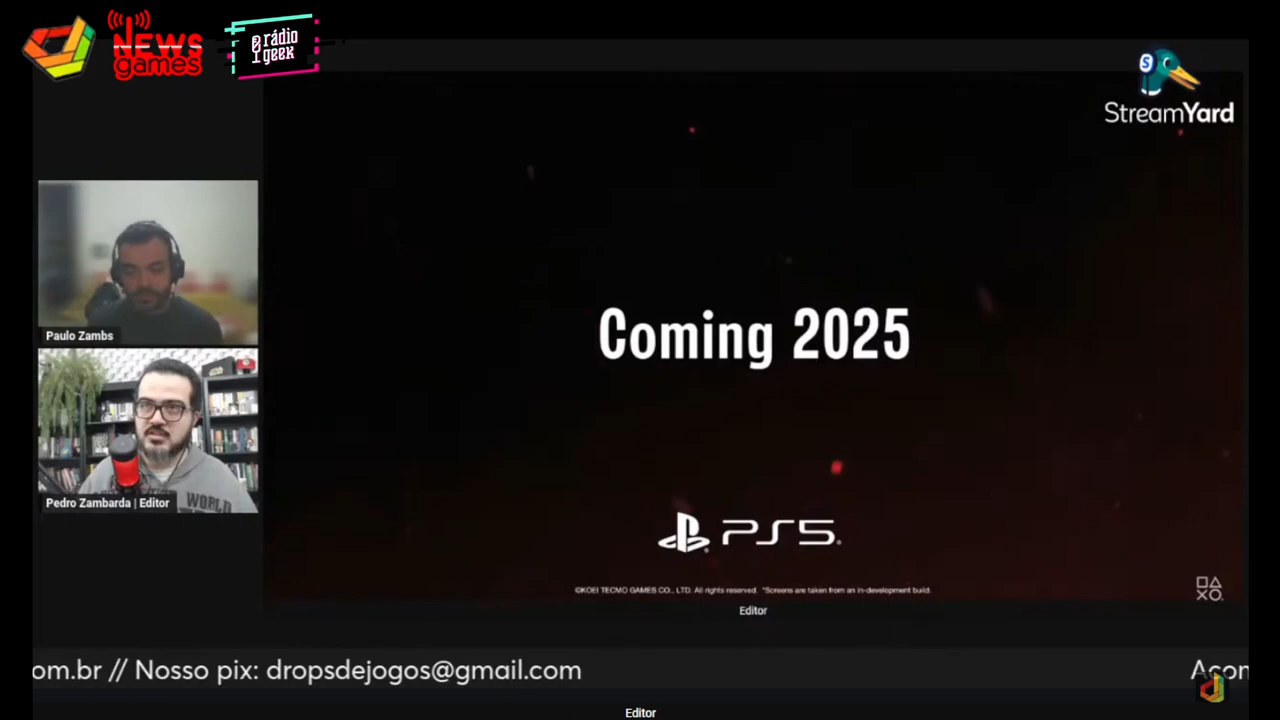 NEWS
games
rádio
geek
StreamYard
Paulo Zambs
Pedro Zambarda | Editor
WORLD
Coming 2025
PS5
©KOEI TECMO GAMES CO., LTD. All rights reserved. *Screens are taken from an in-development build.
Editor
om.br // Nosso pix: dropsdejogos@gmail.com
Acon
Editor